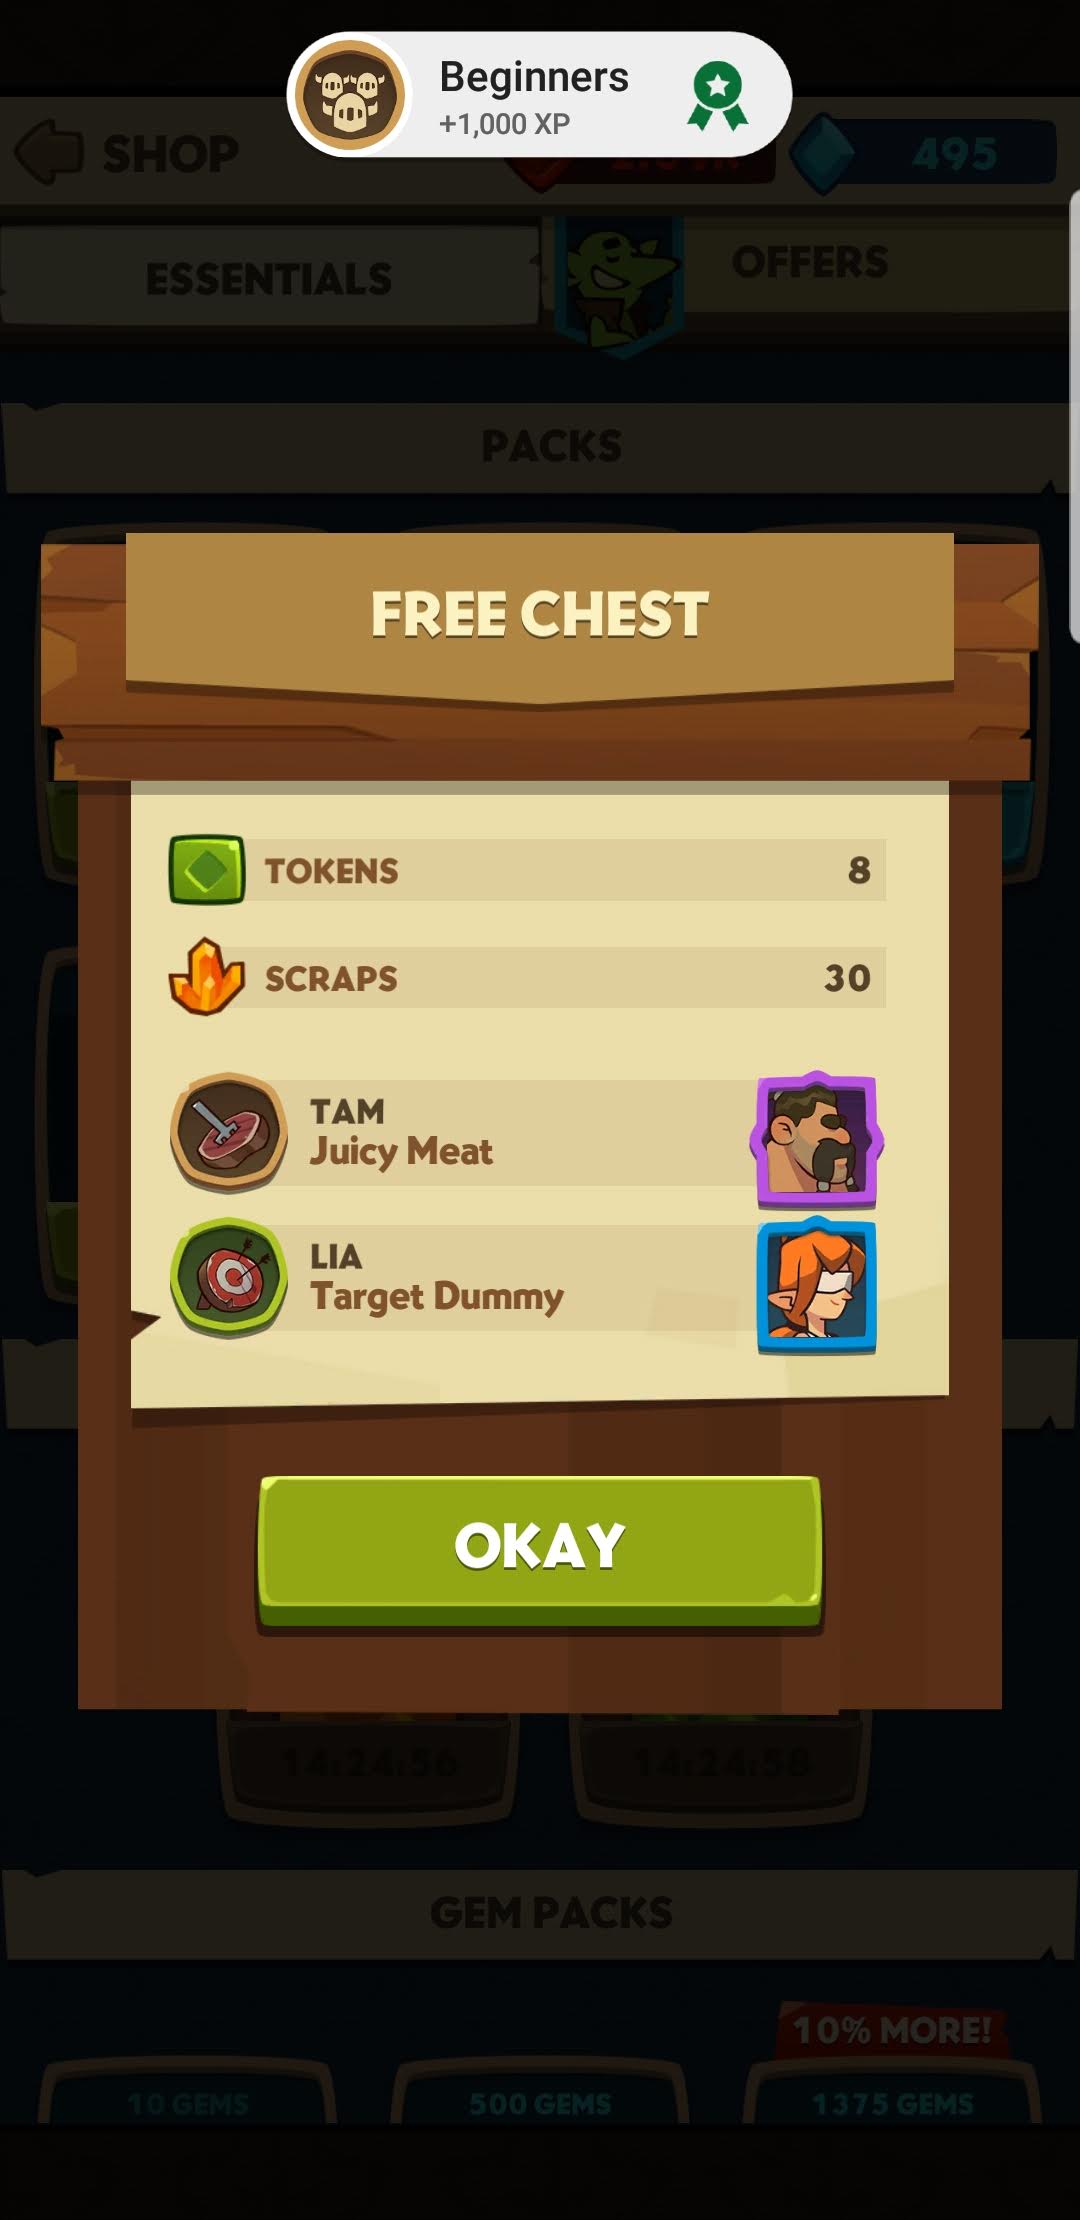 Beginners
+1,000 XP
SHOP
495
ESSENTIALS
OFFERS
PACKS
FREE CHEST
TOKENS
8
SCRAPS
30
TAM
Juicy Meat
LIA
Target Dummy
OKAY
14:24:56
14:24:58
GEM PACKS
10% MORE!
10 GEMS
500 GEMS
1375 GEMS